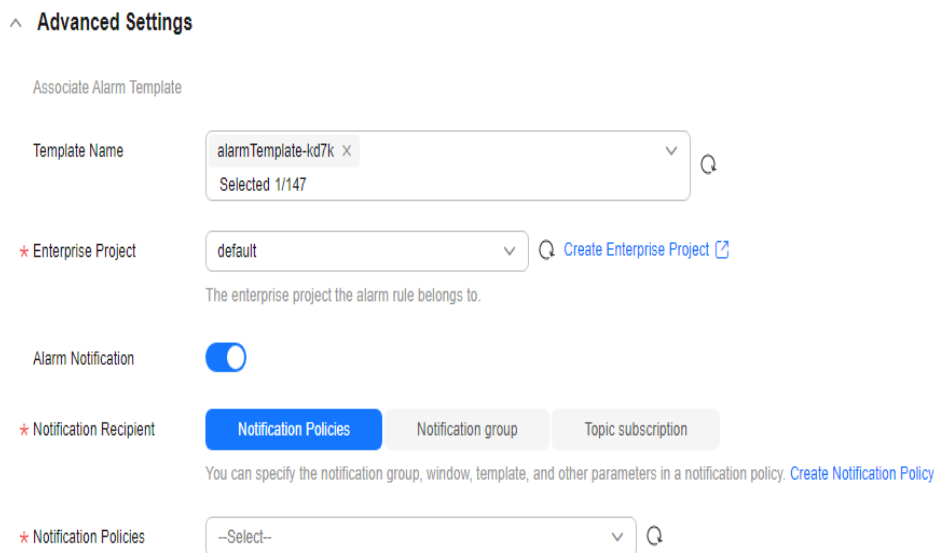 Advanced Settings
Associate Alarm Template
Template Name
alarmTemplate-kd7k ×
Selected 1/147
* Enterprise Project
default
Create Enterprise Project
The enterprise project the alarm rule belongs to.
Alarm Notification
* Notification Recipient
Notification Policies
Notification group
Topic subscription
You can specify the notification group, window, template, and other parameters in a notification policy. Create Notification Policy
* Notification Policies
--Select--